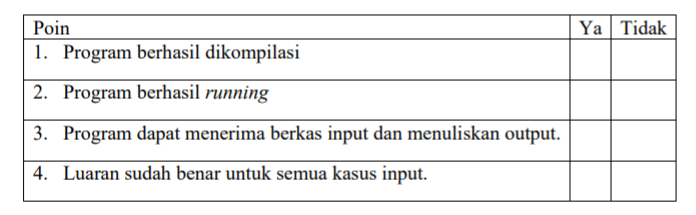 Poin Ya Tidak
1. Program berhasil dikompilasi
2. Program berhasil running
3. Program dapat menerima berkas input dan menuliskan output.
4. Luaran sudah benar untuk semua kasus input.